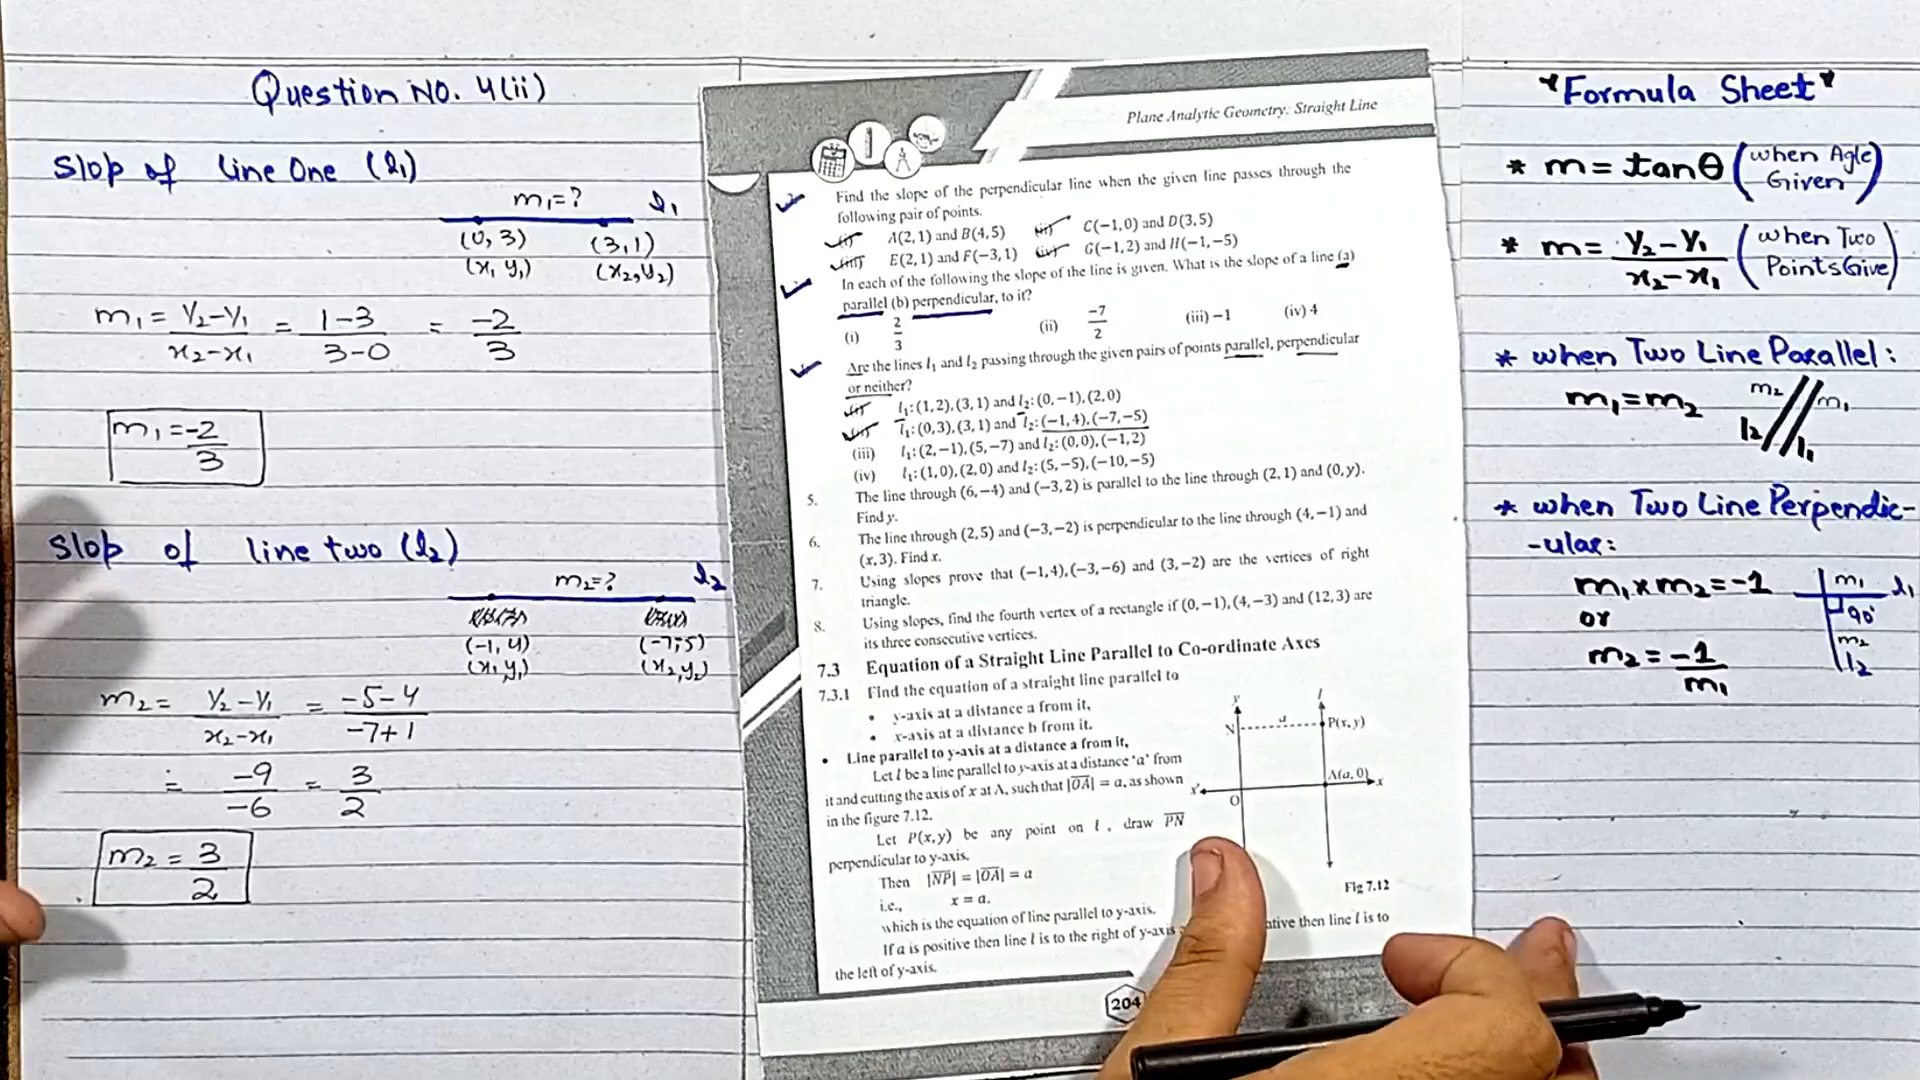 Question NO. 4(ii)
Slop of line One (l₁)
m₁=? l₁
(0,3) (3,1)
(x₁ y₁) (x₂,y₂)
m₁ = y₂-y₁/x₂-x₁ = 1-3/3-0 = -2/3
m₁ = -2/3
Slop of line two (l₂)
m₂=? l₂
(-1,4) (-7,-5)
(x₁,y₁) (x₂,y₂)
m₂ = y₂-y₁/x₂-x₁ = -5-4/-7+1
= -9/-6 = 3/2
m₂ = 3/2
Plane Analytic Geometry: Straight Line
Find the slope of the perpendicular line when the given line passes through the
following pair of points.
(i) A(2,1) and B(4,5) (ii) C(−1,0) and D(3,5)
(iii) E(2,1) and F(−3,1) (iv) G(−1,2) and H(−1,−5)
In each of the following the slope of the line is given. What is the slope of a line (a)
parallel (b) perpendicular, to it?
(i) 2/3 (ii) −7/2 (iii) −1 (iv) 4
Are the lines l₁ and l₂ passing through the given pairs of points parallel, perpendicular
or neither?
(i) l₁: (1,2), (3,1) and l₂: (0,−1), (2,0)
(ii) l₁: (0,3), (3,1) and l₂: (−1,4), (−7,−5)
(iii) l₁: (2,−1), (5,−7) and l₂: (0,0), (−1,2)
(iv) l₁: (1,0), (2,0) and l₂: (5,−5), (−10,−5)
5. The line through (6,−4) and (−3,2) is parallel to the line through (2,1) and (0,y).
Find y.
6. The line through (2,5) and (−3,−2) is perpendicular to the line through (4,−1) and
(x,3). Find x.
7. Using slopes prove that (−1,4), (−3,−6) and (3,−2) are the vertices of right
triangle.
8. Using slopes, find the fourth vertex of a rectangle if (0,−1), (4,−3) and (12,3) are
its three consecutive vertices.
7.3 Equation of a Straight Line Parallel to Co-ordinate Axes
7.3.1 Find the equation of a straight line parallel to
• y-axis at a distance a from it,
• x-axis at a distance b from it.
• Line parallel to y-axis at a distance a from it,
Let l be a line parallel to y-axis at a distance 'a' from
it and cutting the axis of x at A, such that |OA| = a, as shown
in the figure 7.12.
Let P(x,y) be any point on l, draw PN
perpendicular to y-axis.
Then |NP| = |OA| = a
i.e., x = a.
which is the equation of line parallel to y-axis.
If a is positive then line l is to the right of y-axis ative then line l is to
the left of y-axis.
y l
N a P(x,y)
A(a,0)
x' O x
Fig 7.12
204
"Formula Sheet"
* m = tanθ (when Agle Given)
* m = y₂-y₁/x₂-x₁ (when Two Points Give)
* when Two Line Parallel:
m₁=m₂ m₂ m₁
l₂ l₁
* when Two Line Perpendic-
-ular:
m₁×m₂=-1 m₁ l₁
or 90°
m₂ = -1/m₁ m₂
l₂